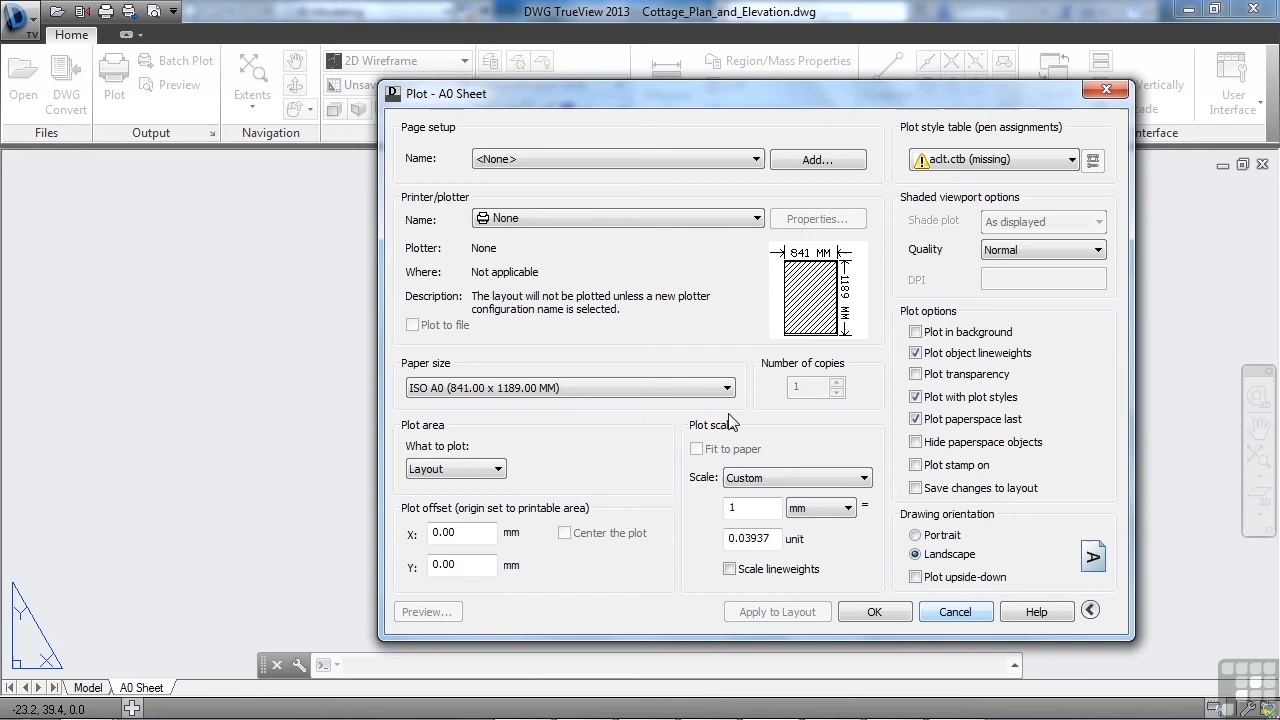 DWG TrueView 2013 Cottage_Plan_and_Elevation.dwg
TV
Home
Open
DWG Convert
Files
Plot
Batch Plot
Preview
Output
Extents
Navigation
2D Wireframe
Unsav
Region/Mass Properties
Vertically
User Interface
nterface
Plot - A0 Sheet
Page setup
Name: <None> Add...
Printer/plotter
Name: None Properties...
Plotter: None
Where: Not applicable
Description: The layout will not be plotted unless a new plotter
configuration name is selected.
Plot to file
841 MM
1189 MM
Paper size
ISO A0 (841.00 x 1189.00 MM)
Number of copies
1
Plot area
What to plot:
Layout
Plot offset (origin set to printable area)
X: 0.00 mm
Center the plot
Y: 0.00 mm
Plot scale
Fit to paper
Scale: Custom
1 mm =
0.03937 unit
Scale lineweights
Plot style table (pen assignments)
aclt.ctb (missing)
Shaded viewport options
Shade plot As displayed
Quality Normal
DPI
Plot options
Plot in background
Plot object lineweights
Plot transparency
Plot with plot styles
Plot paperspace last
Hide paperspace objects
Plot stamp on
Save changes to layout
Drawing orientation
Portrait
Landscape
Plot upside-down
A
Preview...
Apply to Layout
OK
Cancel
Help
2D
Y
X
Model
A0 Sheet
-23.2, 39.4, 0.0